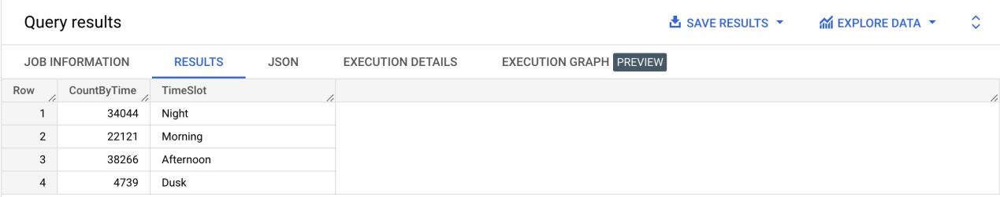 Query results SAVE RESULTS EXPLORE DATA
JOB INFORMATION RESULTS JSON EXECUTION DETAILS EXECUTION GRAPH PREVIEW
Row CountByTime TimeSlot
1 34044 Night
2 22121 Morning
3 38266 Afternoon
4 4739 Dusk